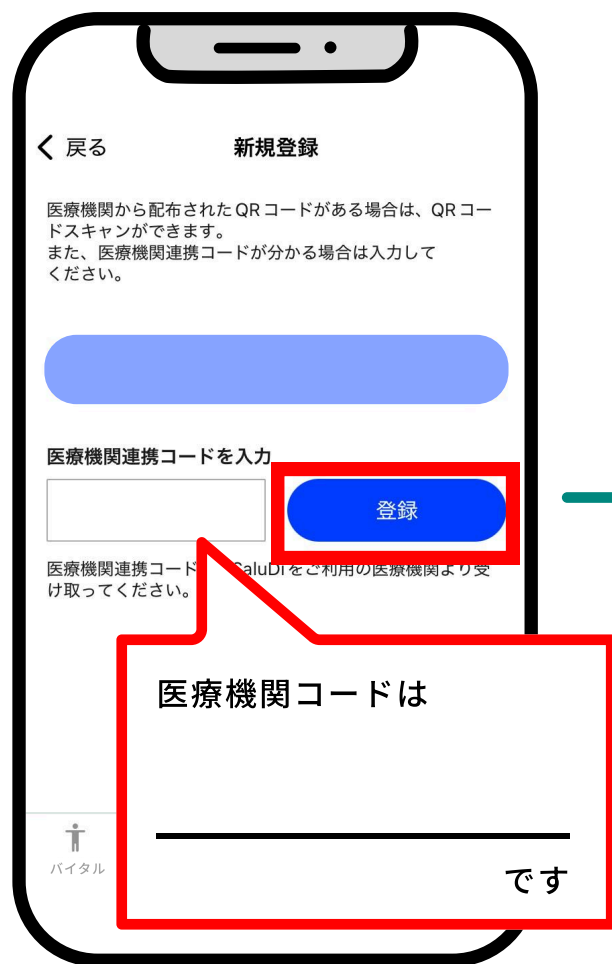 戻る
新規登録
医療機関から配布されたQRコードがある場合は、QRコー
ドスキャンができます。
また、医療機関連携コードが分かる場合は入力して
ください。
医療機関連携コードを入力
登録
医療機関連携コード SaluDIをご利用の医療機関より受
け取ってください。
医療機関コードは
です
バイタル